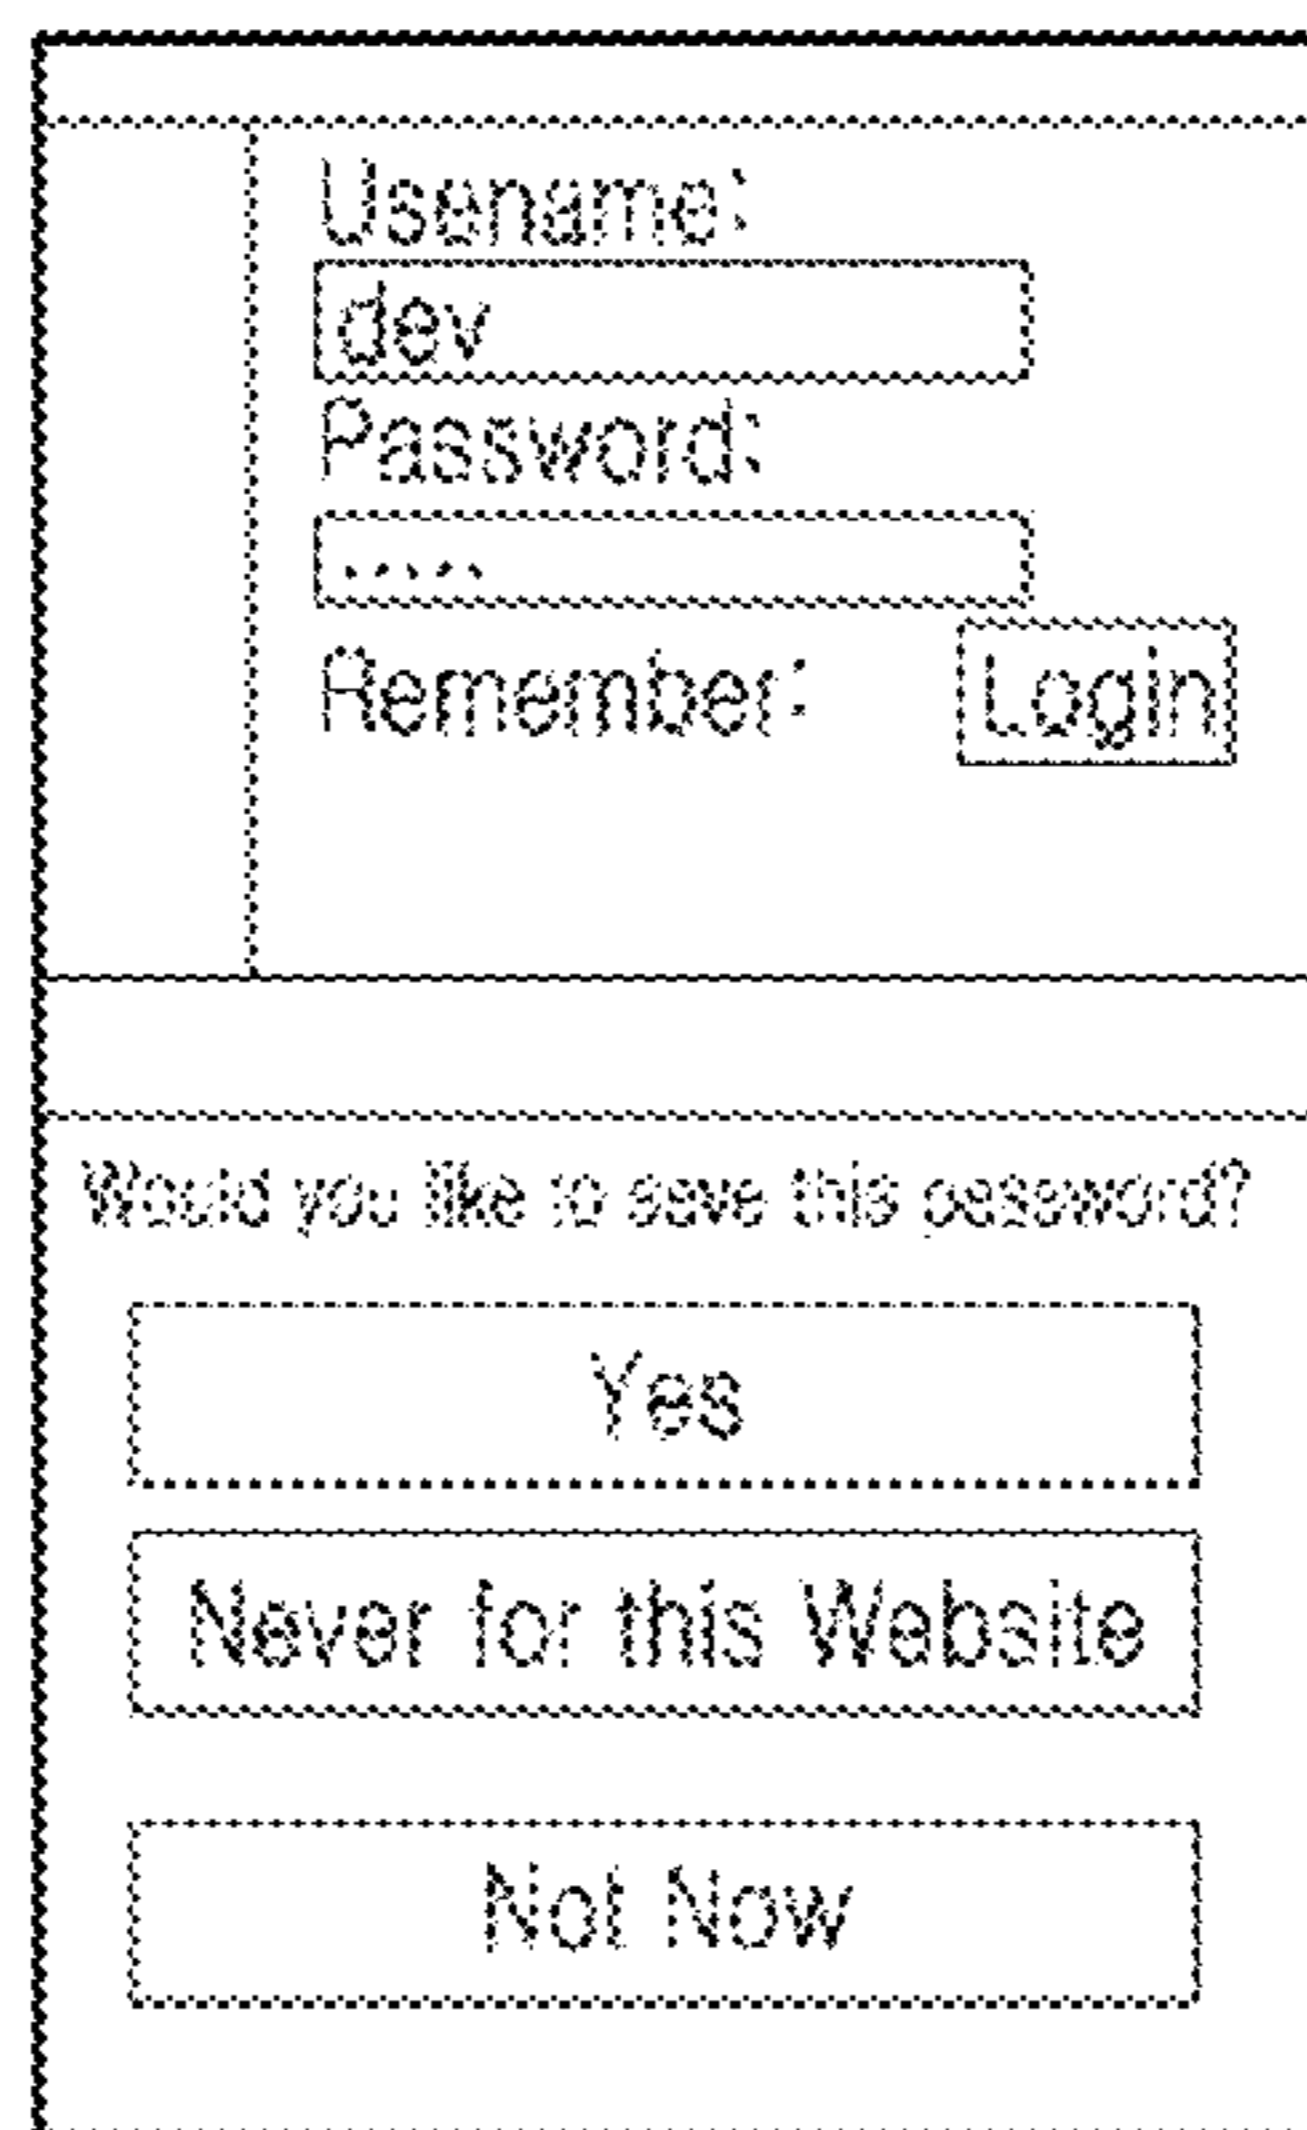 Usename:
dev
Password:
.....
Remember: Login
Would you like to save this password?
Yes
Never for this Website
Not Now